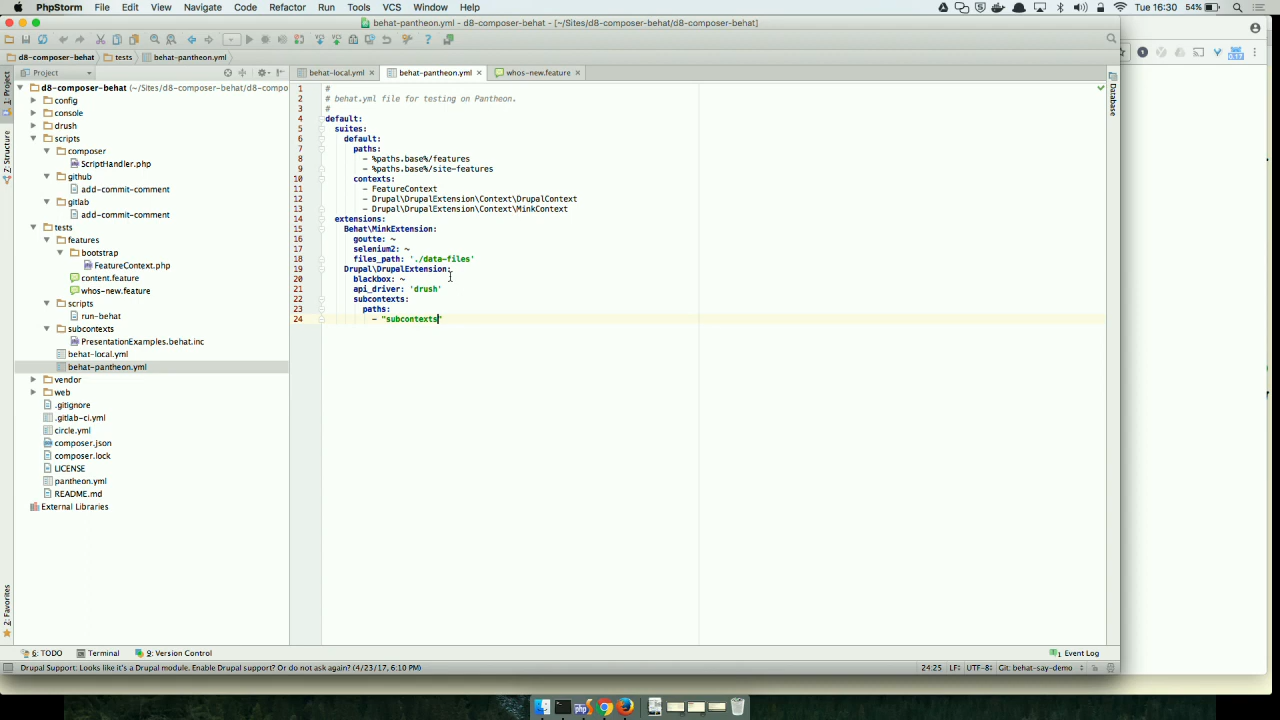 PhpStorm File Edit View Navigate Code Refactor Run Tools VCS Window Help 54% Tue 16:30
behat-pantheon.yml - d8-composer-behat - [~/Sites/d8-composer-behat/d8-composer-behat]
d8-composer-behat tests behat-pantheon.yml
Project behat-local.yml behat-pantheon.yml whos-new.feature
1: Project
Z: Structure
2: Favorites
Database
d8-composer-behat (~/Sites/d8-composer-behat/d8-compo
config
console
drush
scripts
composer
ScriptHandler.php
github
add-commit-comment
gitlab
add-commit-comment
tests
features
bootstrap
FeatureContext.php
content.feature
whos-new.feature
scripts
run-behat
subcontexts
PresentationExamples.behat.inc
behat-local.yml
behat-pantheon.yml
vendor
web
.gitignore
.gitlab-ci.yml
circle.yml
composer.json
composer.lock
LICENSE
pantheon.yml
README.md
External Libraries
1 #
2 # behat.yml file for testing on Pantheon.
3 #
4 default:
5 suites:
6 default:
7 paths:
8 - %paths.base%/features
9 - %paths.base%/site-features
10 contexts:
11 - FeatureContext
12 - Drupal\DrupalExtension\Context\DrupalContext
13 - Drupal\DrupalExtension\Context\MinkContext
14 extensions:
15 Behat\MinkExtension:
16 goutte: ~
17 selenium2: ~
18 files_path: './data-files'
19 Drupal\DrupalExtension:
20 blackbox: ~
21 api_driver: 'drush'
22 subcontexts:
23 paths:
24 - "subcontexts"
6: TODO Terminal 9: Version Control 1 Event Log
Drupal Support: Looks like it's a Drupal module. Enable Drupal support? Or do not ask again? (4/23/17, 6:10 PM) 24:25 LF÷ UTF-8÷ Git: behat-say-demo